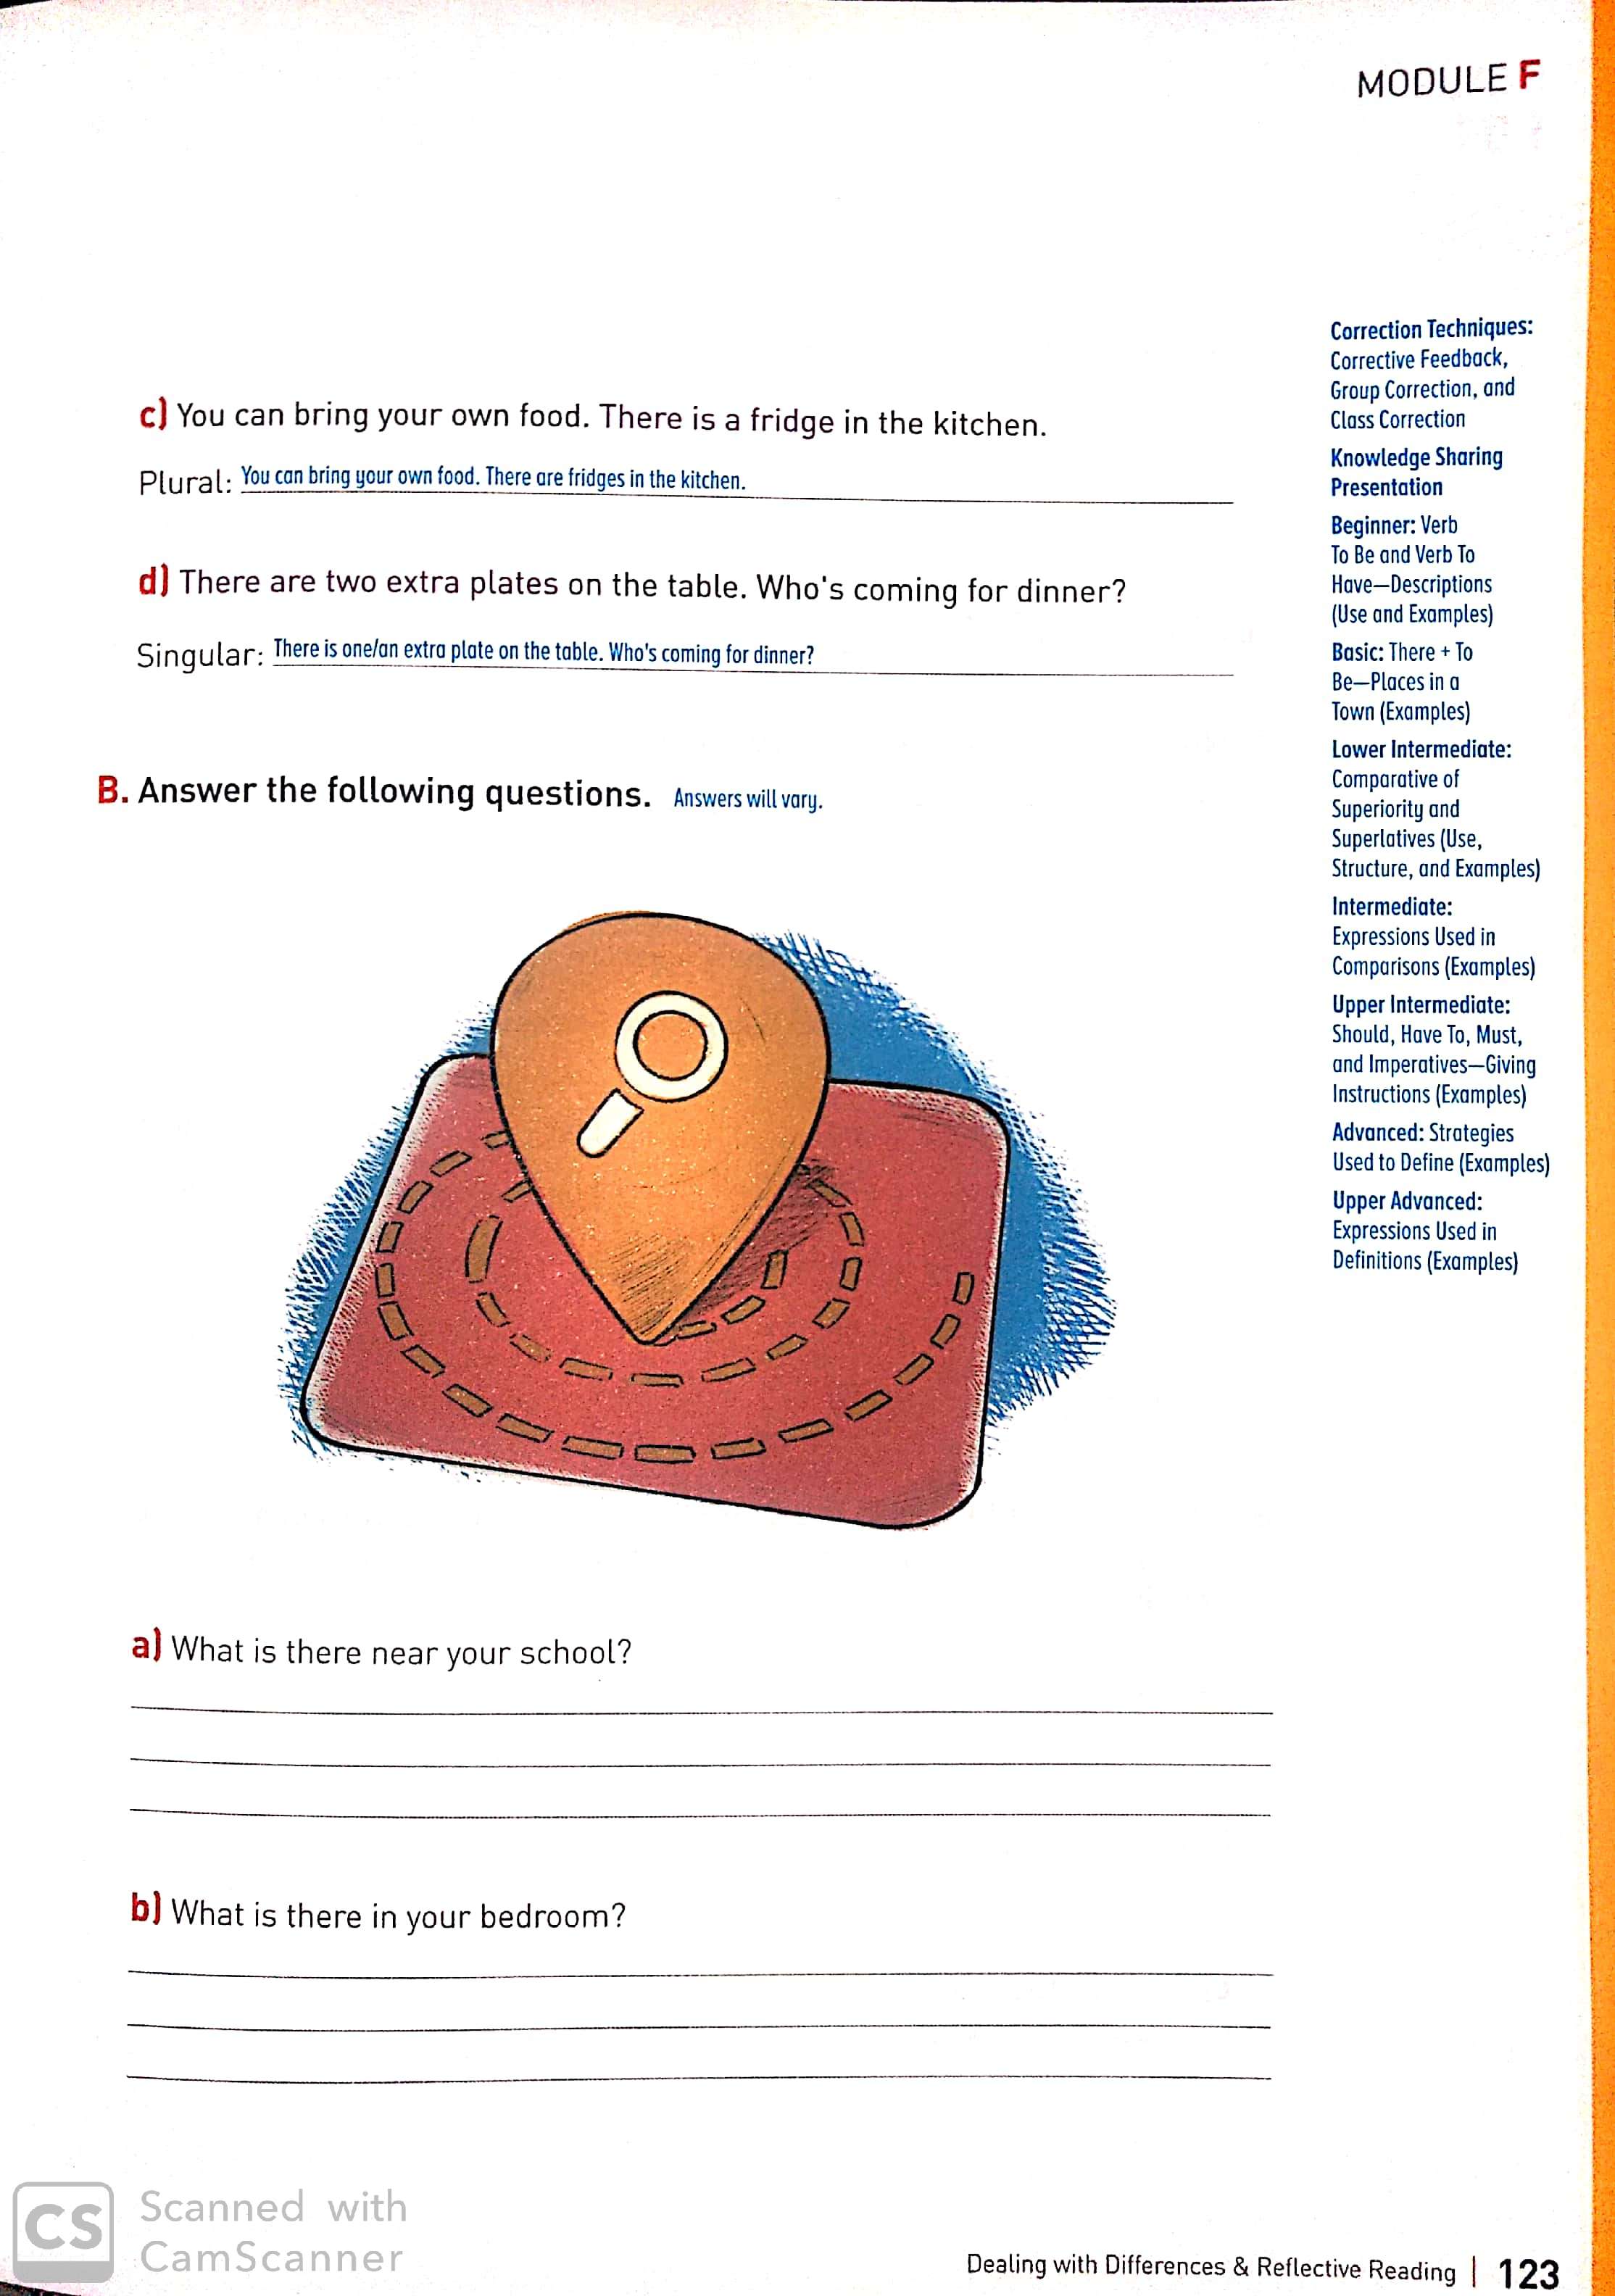 MODULE F
c) You can bring your own food. There is a fridge in the kitchen.
Plural: You can bring your own food. There are fridges in the kitchen.
d) There are two extra plates on the table. Who's coming for dinner?
Singular: There is one/an extra plate on the table. Who's coming for dinner?
B. Answer the following questions. Answers will vary.
a) What is there near your school?
b) What is there in your bedroom?
Correction Techniques:
Corrective Feedback,
Group Correction, and
Class Correction
Knowledge Sharing
Presentation
Beginner: Verb
To Be and Verb To
Have—Descriptions
(Use and Examples)
Basic: There + To
Be—Places in a
Town (Examples)
Lower Intermediate:
Comparative of
Superiority and
Superlatives (Use,
Structure, and Examples)
Intermediate:
Expressions Used in
Comparisons (Examples)
Upper Intermediate:
Should, Have To, Must,
and Imperatives—Giving
Instructions (Examples)
Advanced: Strategies
Used to Define (Examples)
Upper Advanced:
Expressions Used in
Definitions (Examples)
CS
Scanned with
CamScanner
Dealing with Differences & Reflective Reading | 123